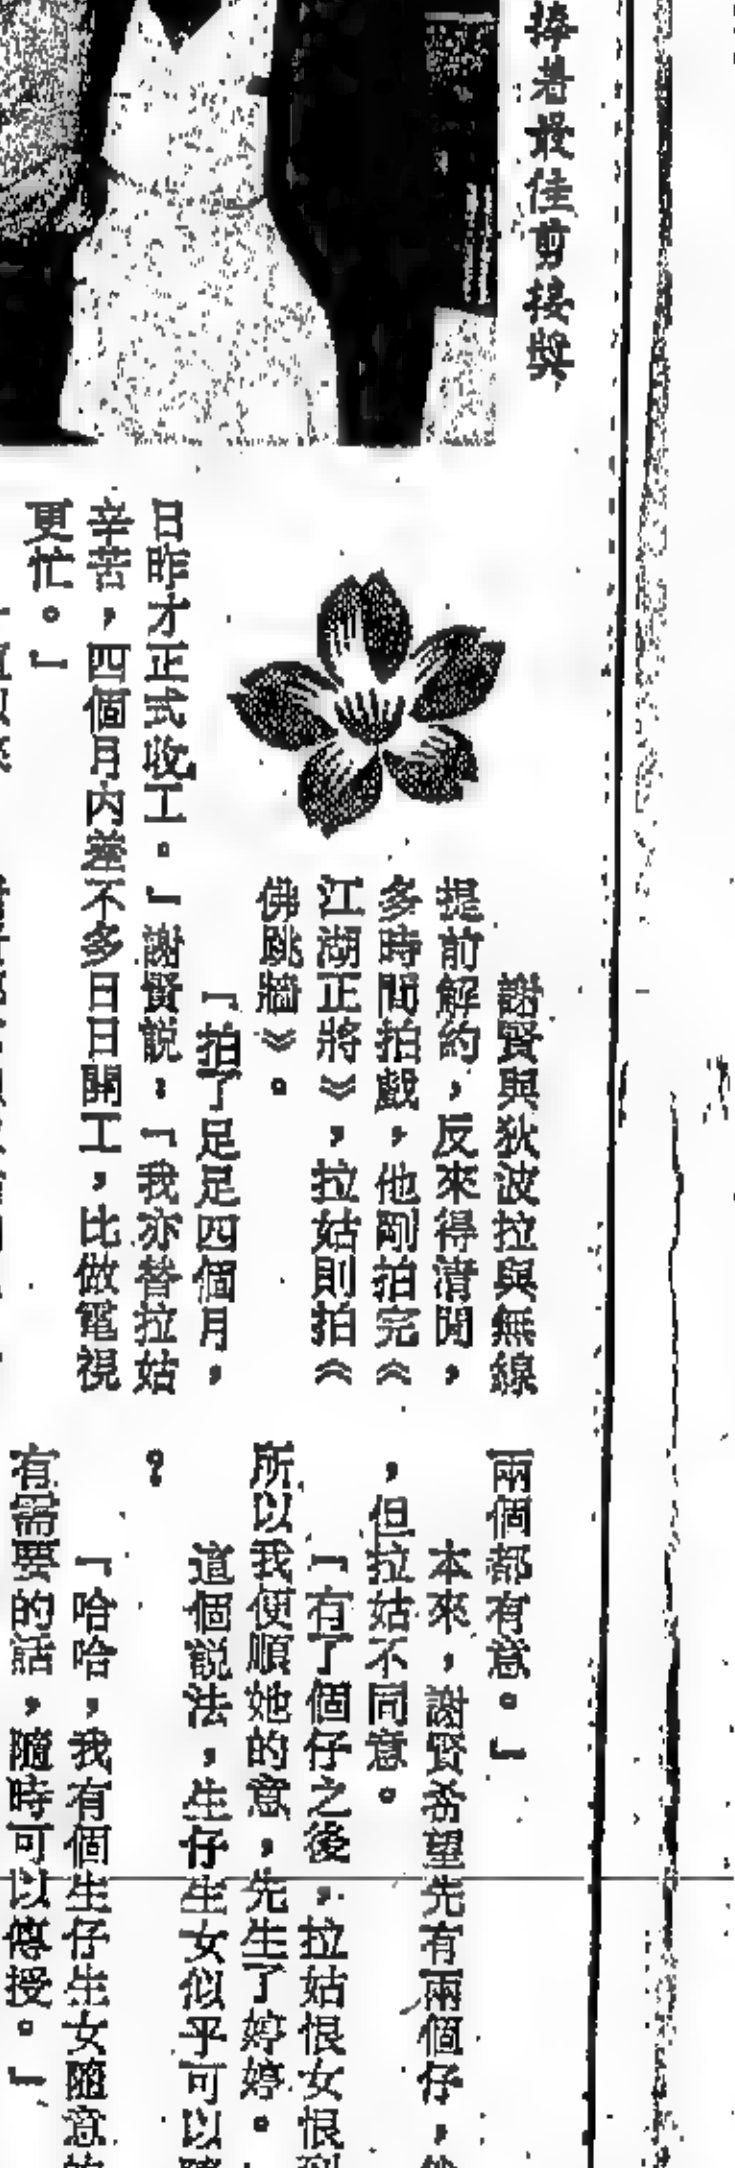 捧着最佳剪接獎
謝賢與狄波拉與無線
提前解約，反來得清閒，
多時間拍戲，他剛拍完《
江湖正將》，拉姑則拍《
佛跳牆》。
「拍了足足四個月，
日昨才正式收工。」謝賢說：「我亦替拉姑
辛苦，四個月內差不多日日開工，比做電視
更忙。」
兩個都有意。」
本來，謝賢希望先有兩個仔，
，但拉姑不同意。
「有了個仔之後，拉姑恨女恨到
所以我便順她的意，先生了婷婷。
這個說法，生仔生女似乎可以隨
？
「哈哈，我有個生仔生女隨意的
有需要的話，隨時可以傳授。」